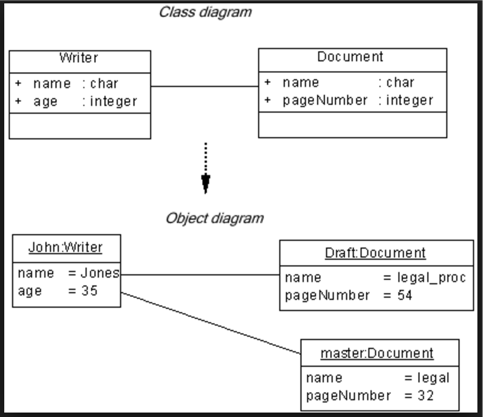 Class diagram
Writer
+ name : char
+ age : integer
Document
+ name : char
+ pageNumber : integer
Object diagram
John:Writer
name = Jones
age = 35
Draft:Document
name = legal_proc
pageNumber = 54
master:Document
name = legal
pageNumber = 32